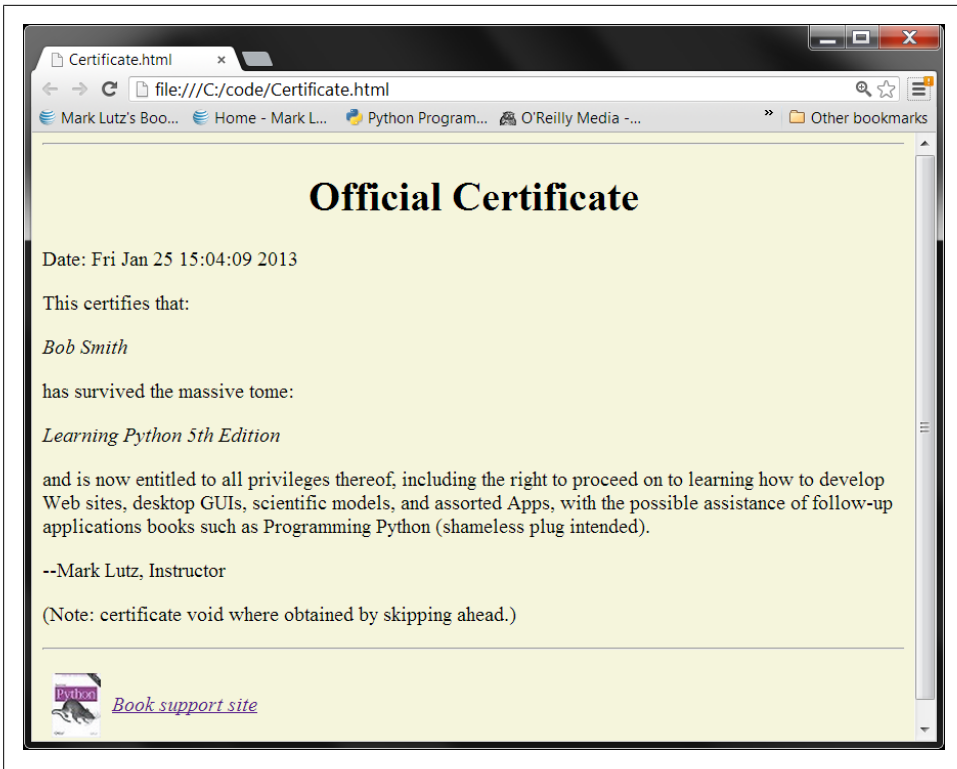 Certificate.html
file:///C:/code/Certificate.html
Mark Lutz's Boo... Home - Mark L... Python Program... O'Reilly Media -... » Other bookmarks
Official Certificate
Date: Fri Jan 25 15:04:09 2013
This certifies that:
Bob Smith
has survived the massive tome:
Learning Python 5th Edition
and is now entitled to all privileges thereof, including the right to proceed on to learning how to develop
Web sites, desktop GUIs, scientific models, and assorted Apps, with the possible assistance of follow-up
applications books such as Programming Python (shameless plug intended).
--Mark Lutz, Instructor
(Note: certificate void where obtained by skipping ahead.)
Python
Book support site